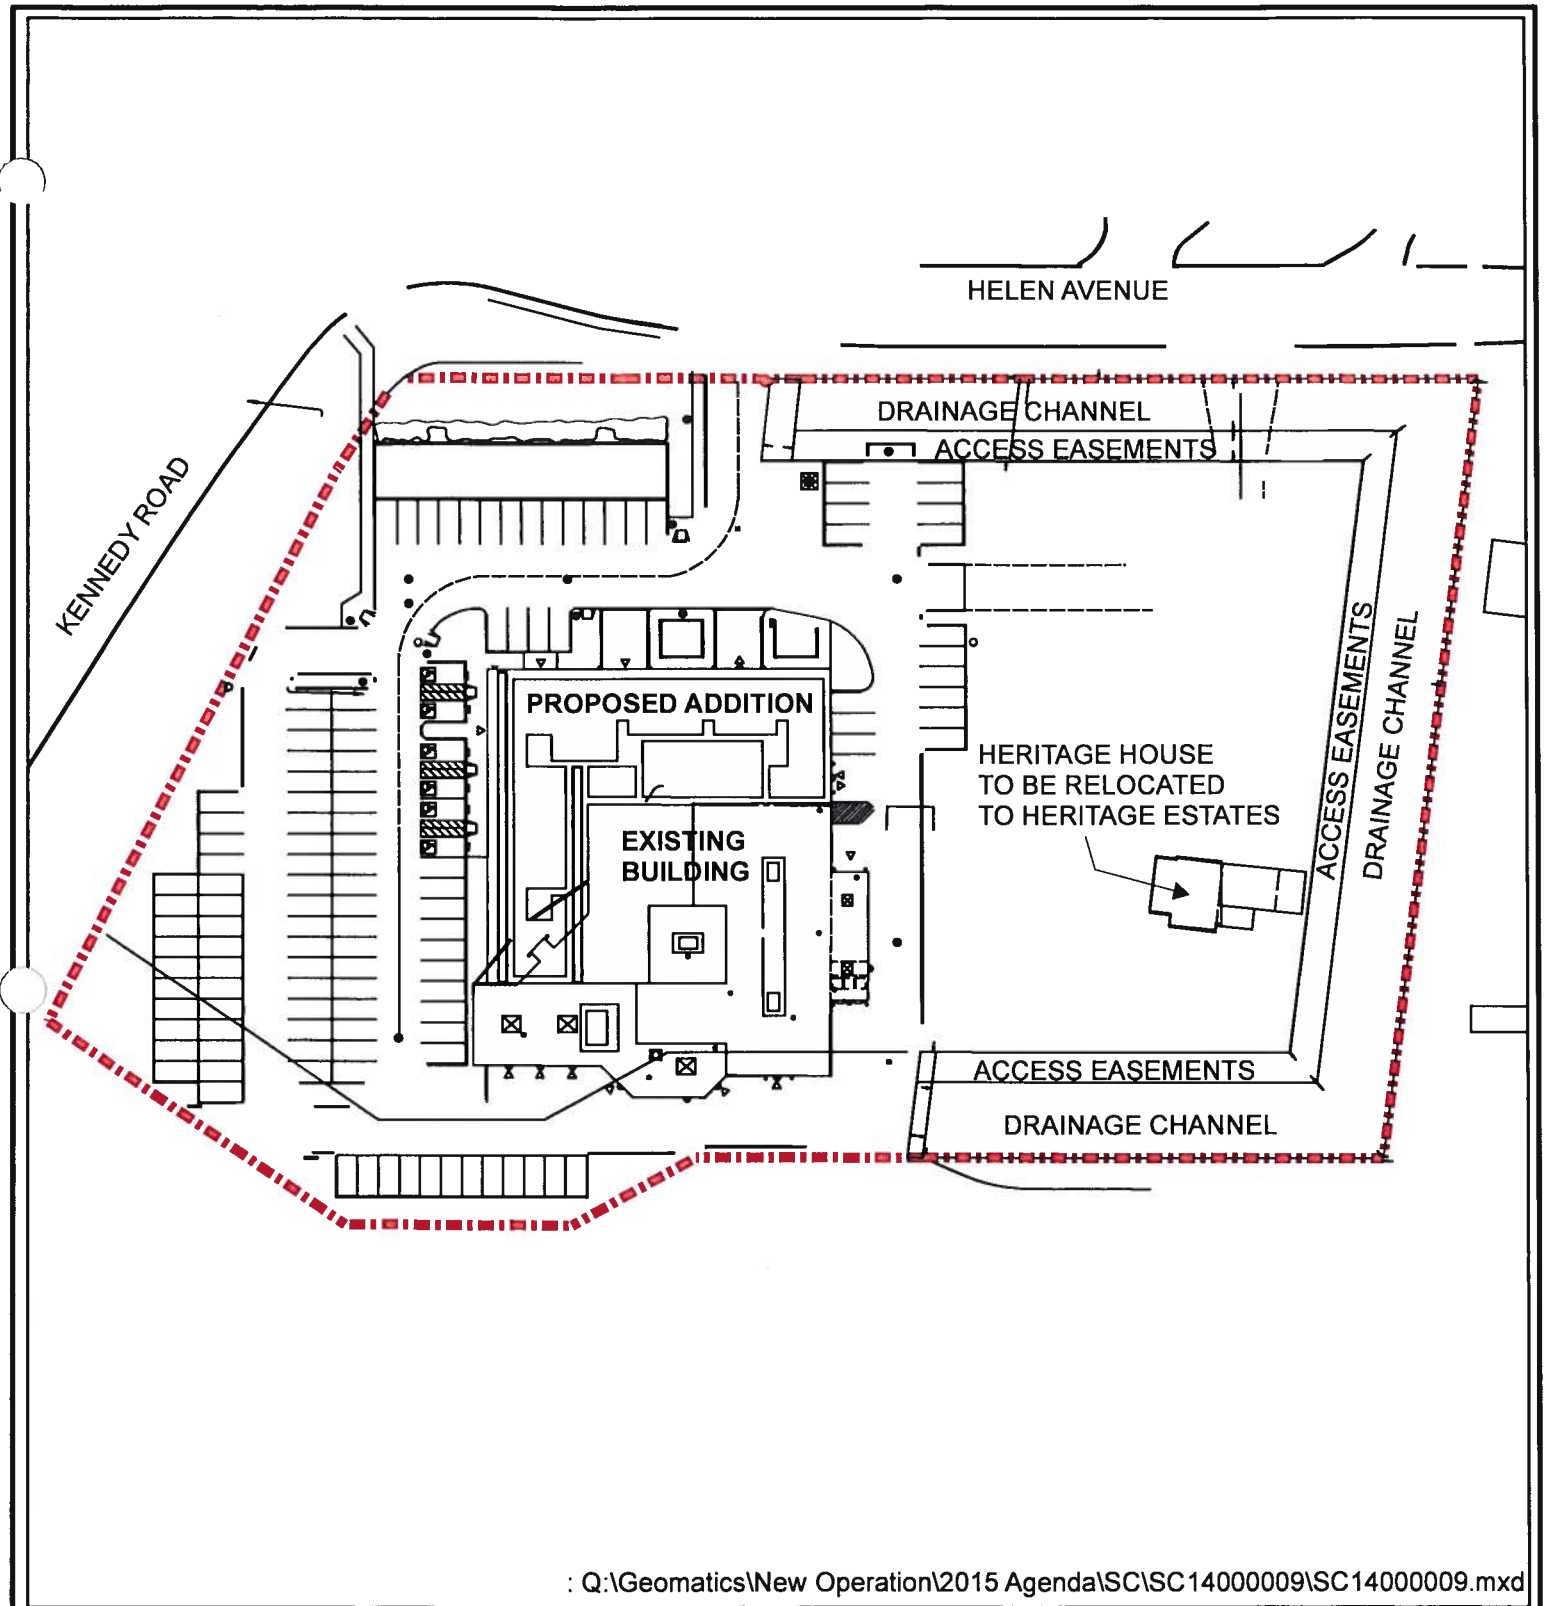 HELEN AVENUE
DRAINAGE CHANNEL
ACCESS EASEMENTS
KENNEDY ROAD
PROPOSED ADDITION
EXISTING
BUILDING
HERITAGE HOUSE
TO BE RELOCATED
TO HERITAGE ESTATES
ACCESS EASEMENTS
DRAINAGE CHANNEL
ACCESS EASEMENTS
DRAINAGE CHANNEL
: Q:\Geomatics\New Operation\2015 Agenda\SC\SC14000009\SC14000009.mxd